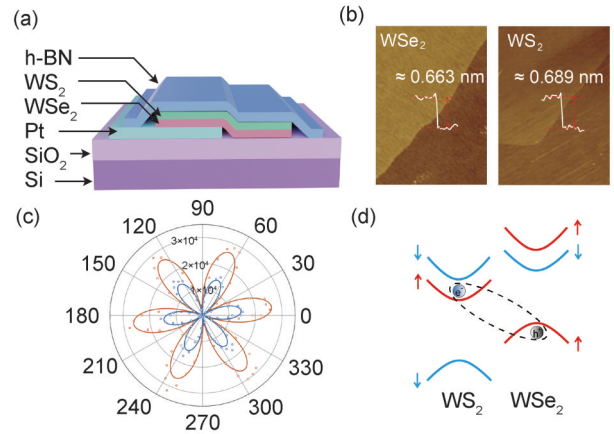 (a)
h-BN
WS₂
WSe₂
Pt
SiO₂
Si
(b)
WSe₂
≈ 0.663 nm
WS₂
≈ 0.689 nm
(c)
90
120
60
3×10⁴
2×10⁴
1×10⁴
150
30
180
0
210
330
240
300
270
(d)
e
h
WS₂
WSe₂